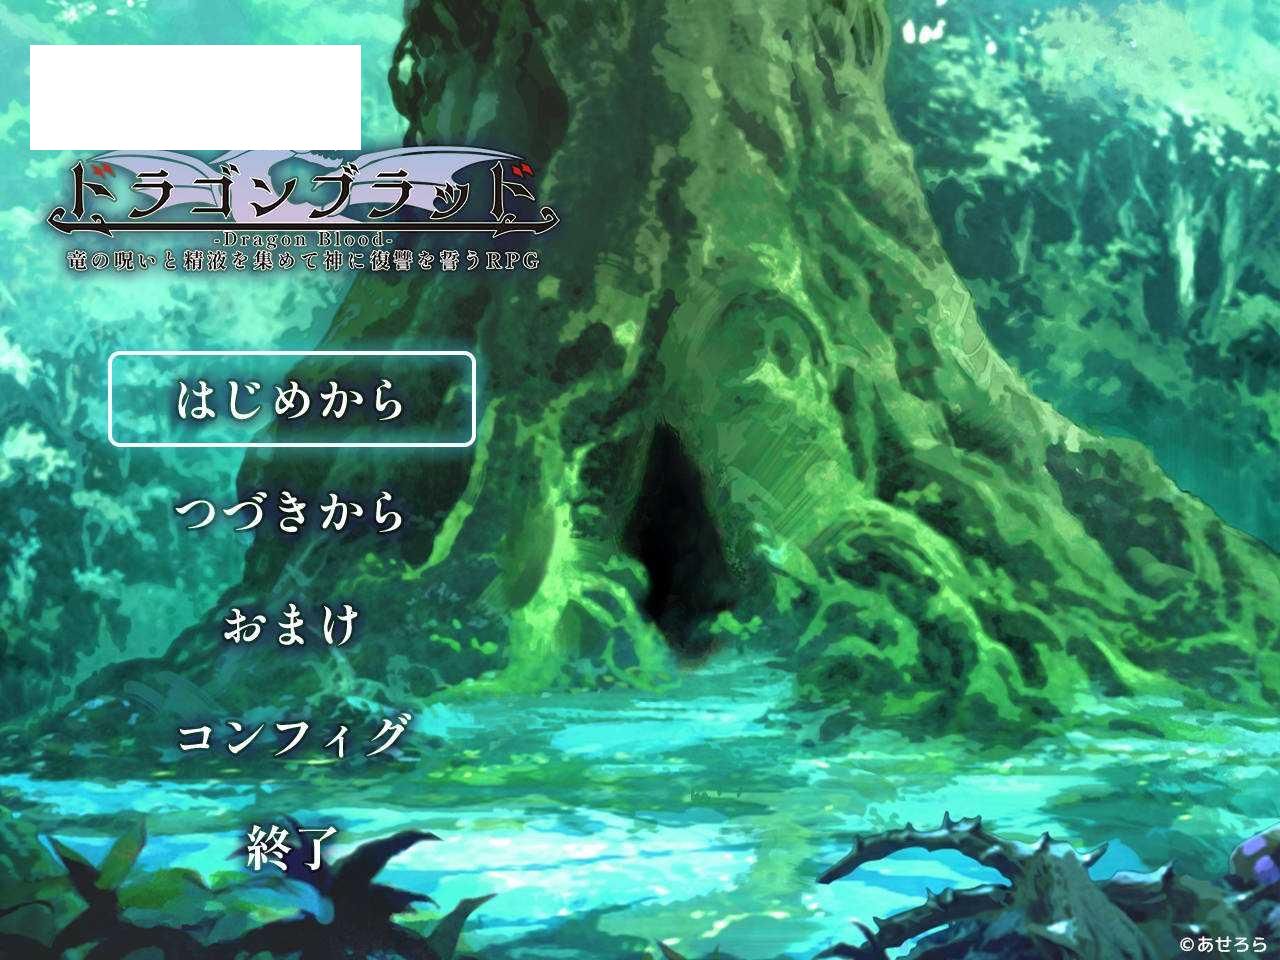 ドラゴンブラッド
-Dragon Blood-
竜の呪いと精液を集めて神に復讐を誓うRPG
はじめから
つづきから
おまけ
コンフィグ
終了
©あせろら